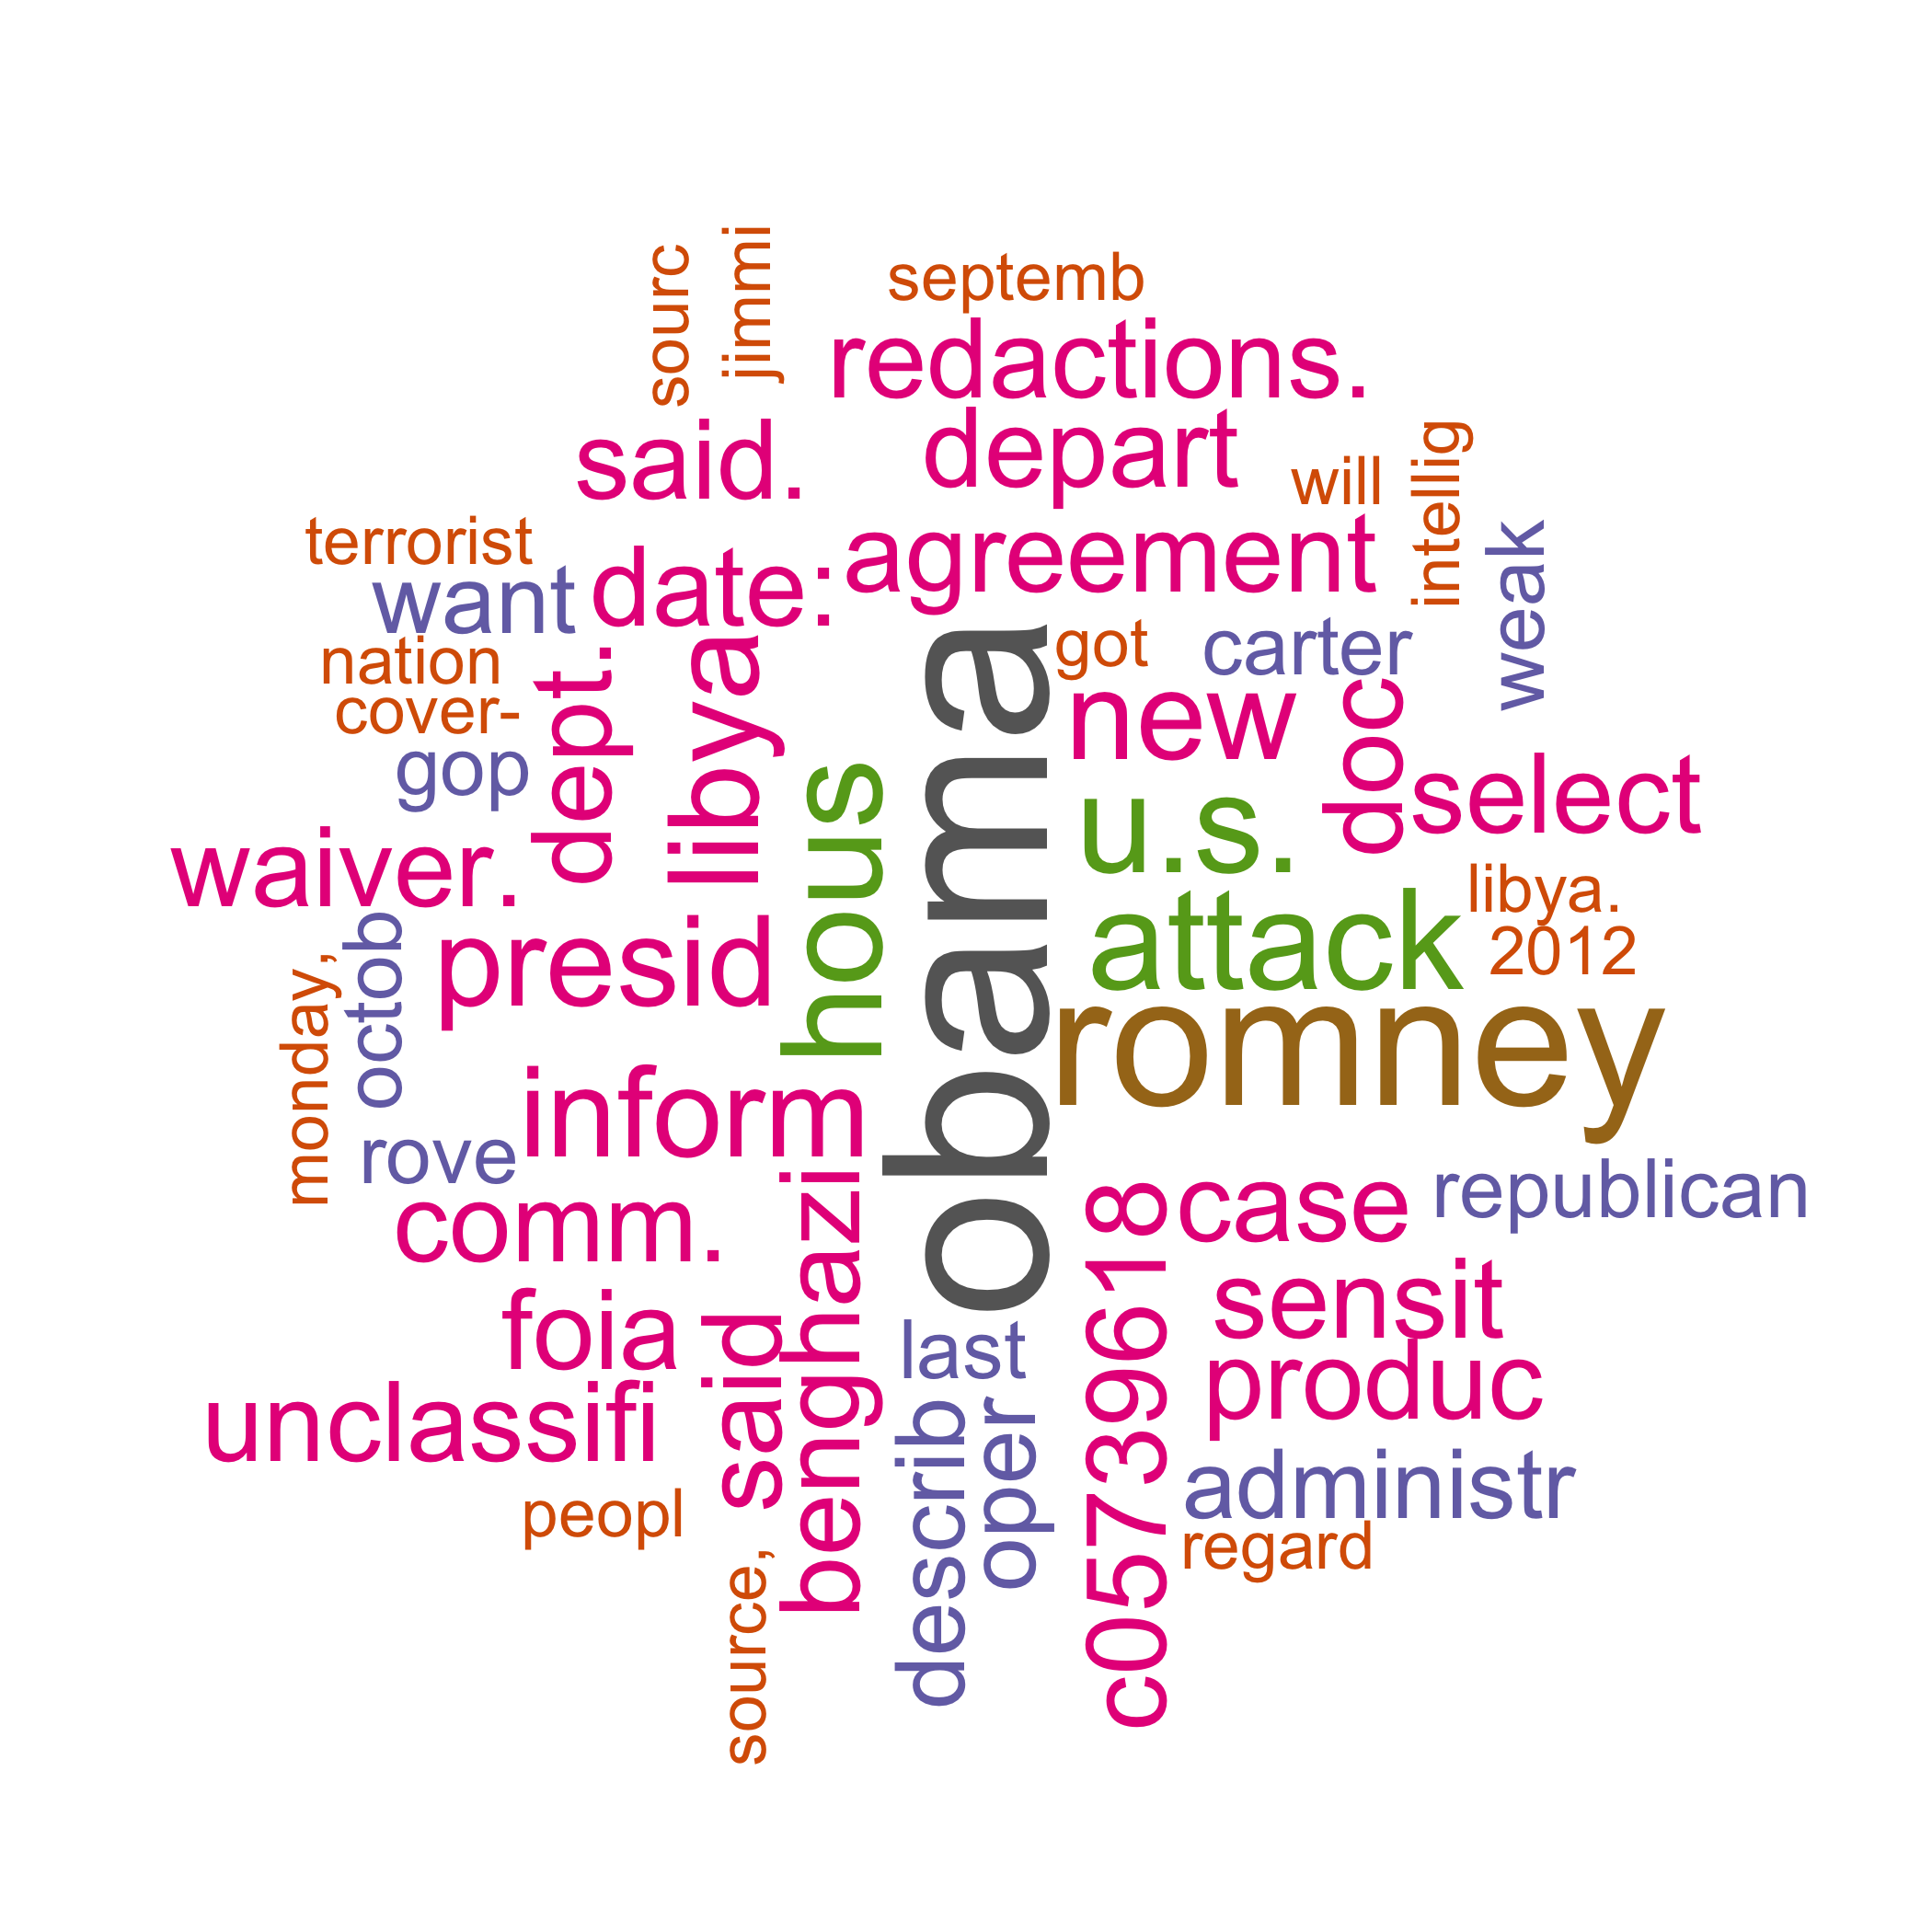 sourc
jimmi
septemb
redactions.
said.
depart
will
intellig
terrorist
want
date:
agreement
weak
nation
cover-
gop
dept.
libya
got
carter
new
doc
select
waiver.
hous
obama
u.s.
attack
libya.
2012
octob
presid
monday,
romney
inform
rove
comm.
benghazi
c05739618
case
republican
foia
said
last
sensit
produc
unclassifi
describ
oper
administr
peopl
regard
source,